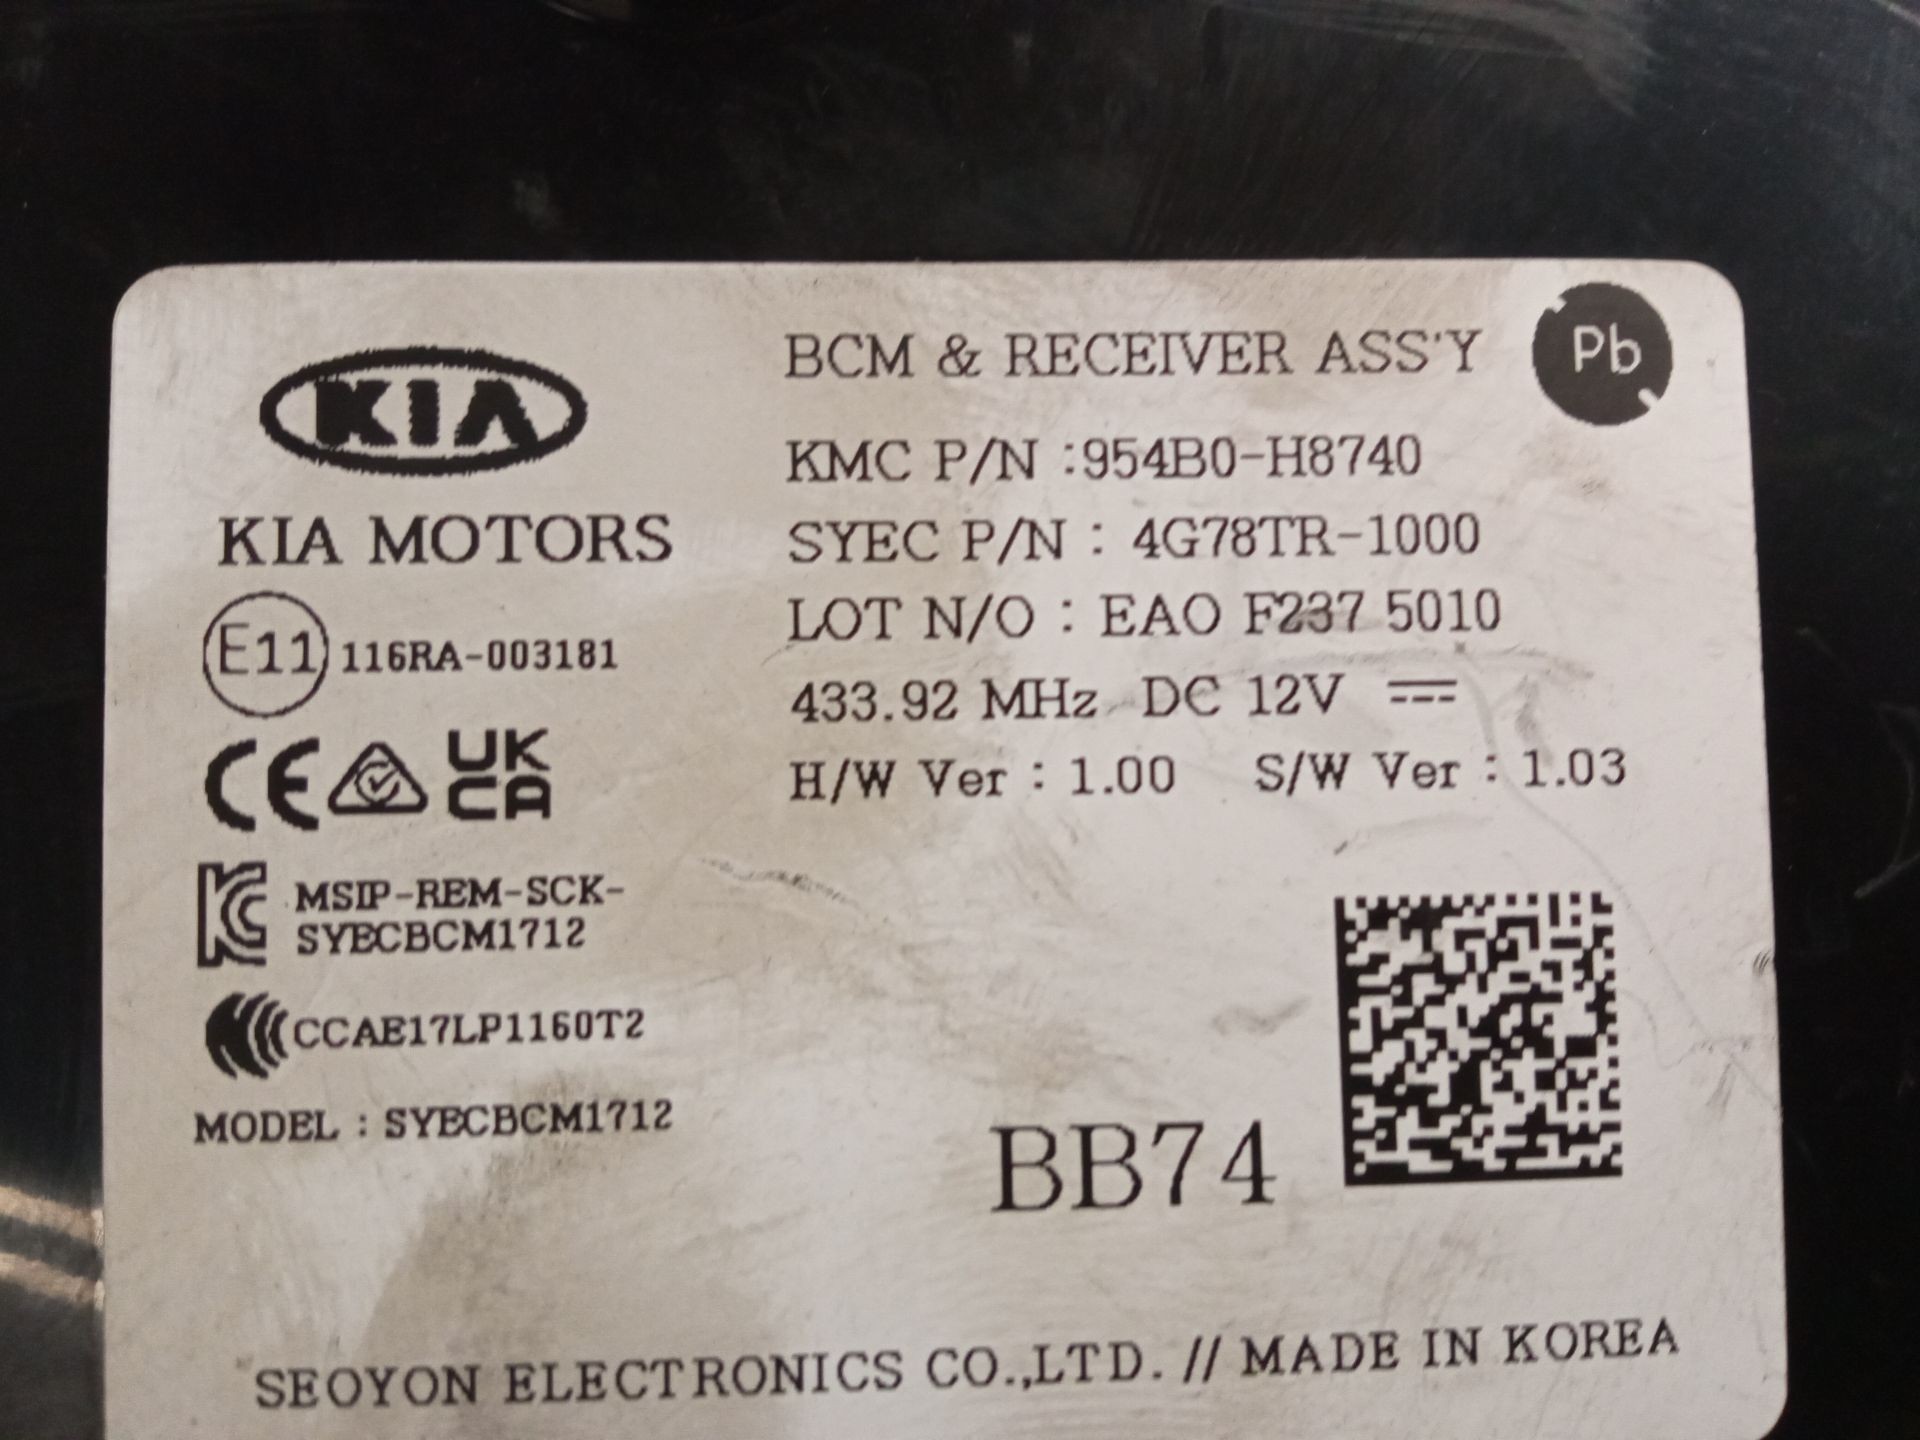 KIA
KIA MOTORS
E11 116RA-003181
CE UK CA
MSIP-REM-SCK-
SYECBCM1712
CCAE17LP1160T2
MODEL : SYECBCM1712
BCM & RECEIVER ASS'Y
Pb
KMC P/N :954B0-H8740
SYEC P/N : 4G78TR-1000
LOT N/O : EAO F237 5010
433.92 MHz DC 12V
H/W Ver : 1.00 S/W Ver : 1.03
BB74
SEOYON ELECTRONICS CO.,LTD. // MADE IN KOREA